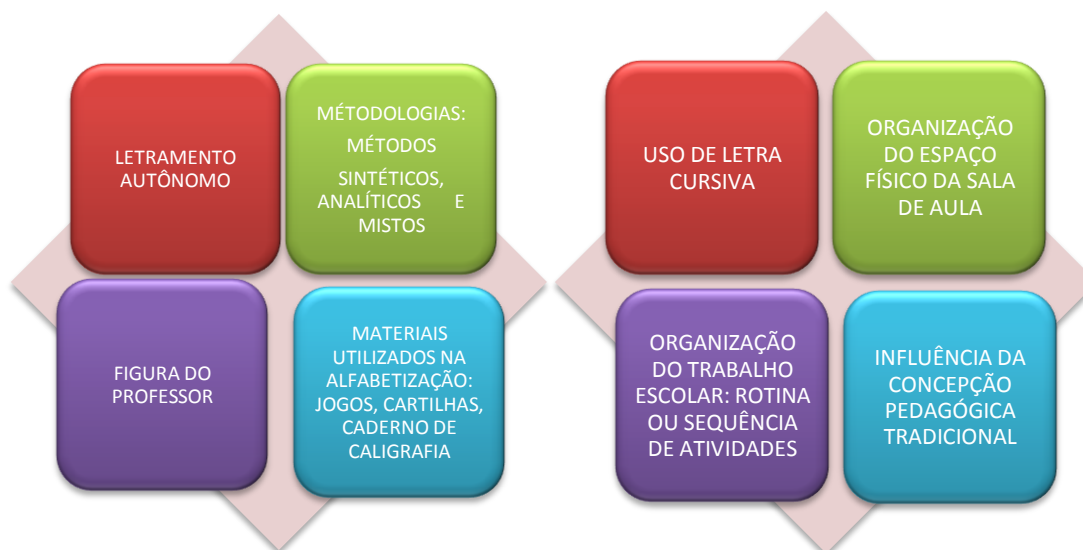 LETRAMENTO
AUTÔNOMO
MÉTODOLOGIAS:
MÉTODOS
SINTÉTICOS,
ANALÍTICOS E
MISTOS
FIGURA DO
PROFESSOR
MATERIAIS
UTILIZADOS NA
ALFABETIZAÇÃO:
JOGOS, CARTILHAS,
CADERNO DE
CALIGRAFIA
USO DE LETRA
CURSIVA
ORGANIZAÇÃO
DO ESPAÇO
FÍSICO DA SALA
DE AULA
ORGANIZAÇÃO
DO TRABALHO
ESCOLAR: ROTINA
OU SEQUÊNCIA
DE ATIVIDADES
INFLUÊNCIA DA
CONCEPÇÃO
PEDAGÓGICA
TRADICIONAL